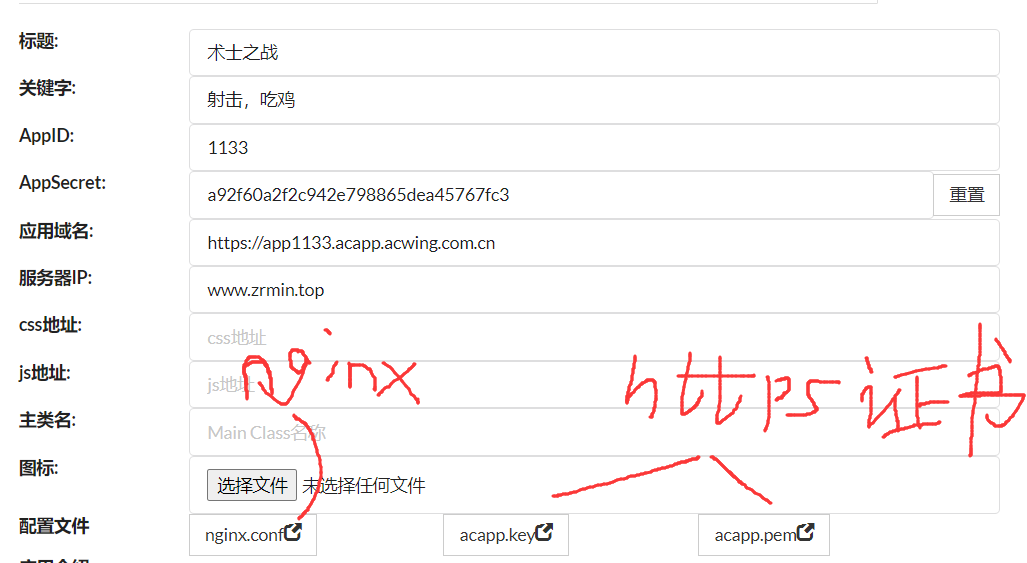 标题: 术士之战
关键字: 射击，吃鸡
AppID: 1133
AppSecret: a92f60a2f2c942e798865dea45767fc3 重置
应用域名: https://app1133.acapp.acwing.com.cn
服务器IP: www.zrmin.top
css地址: css地址
js地址: js地址
nginx https证书
主类名: Main Class名称
图标: 选择文件 未选择任何文件
配置文件 nginx.conf acapp.key acapp.pem